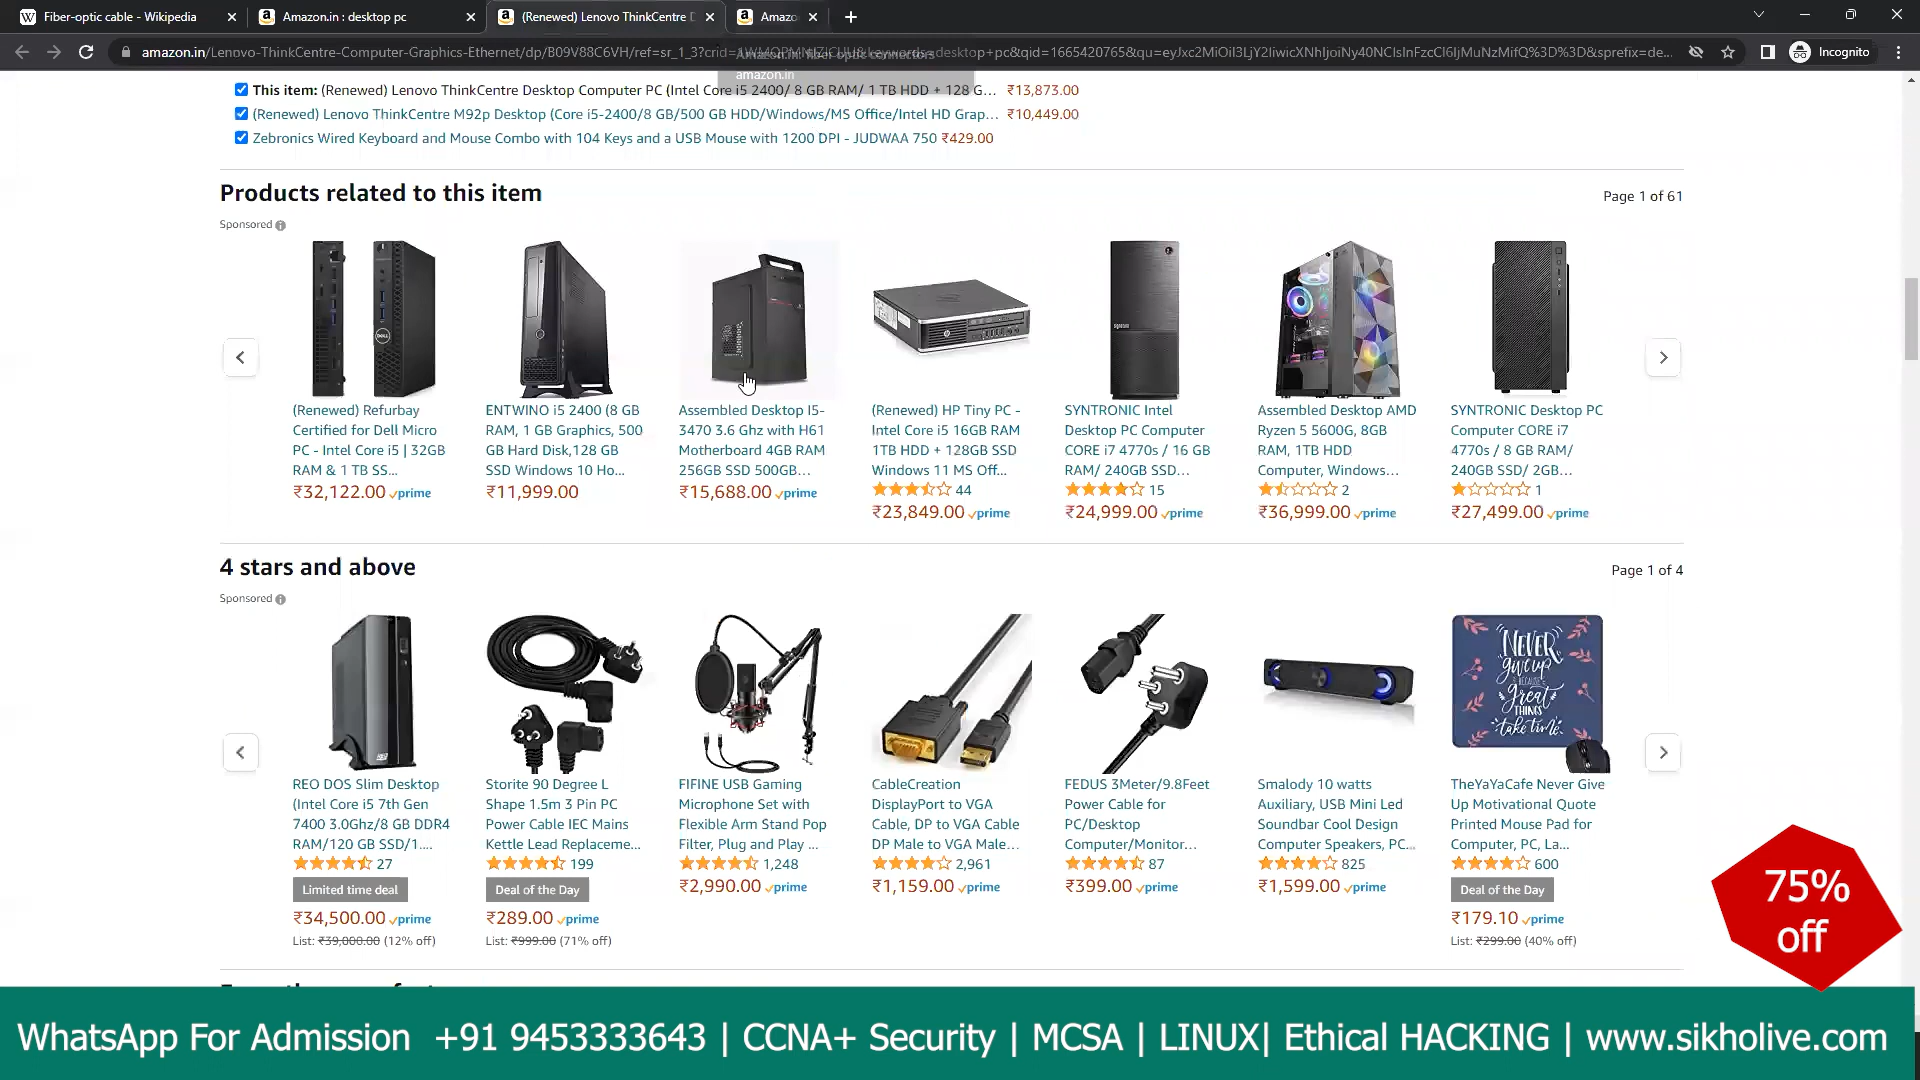 Fiber-optic cable - Wikipedia
Amazon.in : desktop pc
(Renewed) Lenovo ThinkCentre D
Amazo
amazon.in
Incognito
This item: (Renewed) Lenovo ThinkCentre Desktop Computer PC (Intel Core i5 2400/ 8 GB RAM/ 1 TB HDD + 128 G... ₹13,873.00
(Renewed) Lenovo ThinkCentre M92p Desktop (Core i5-2400/8 GB/500 GB HDD/Windows/MS Office/Intel HD Grap... ₹10,449.00
Zebronics Wired Keyboard and Mouse Combo with 104 Keys and a USB Mouse with 1200 DPI - JUDWAA 750 ₹429.00
Products related to this item
Page 1 of 61
Sponsored
(Renewed) Refurbay
Certified for Dell Micro
PC - Intel Core i5 | 32GB
RAM & 1 TB SS...
₹32,122.00 prime
ENTWINO i5 2400 (8 GB
RAM, 1 GB Graphics, 500
GB Hard Disk,128 GB
SSD Windows 10 Ho...
₹11,999.00
Assembled Desktop I5-
3470 3.6 Ghz with H61
Motherboard 4GB RAM
256GB SSD 500GB...
₹15,688.00 prime
(Renewed) HP Tiny PC -
Intel Core i5 16GB RAM
1TB HDD + 128GB SSD
Windows 11 MS Off...
44
₹23,849.00 prime
SYNTRONIC Intel
Desktop PC Computer
CORE i7 4770s / 16 GB
RAM/ 240GB SSD...
15
₹24,999.00 prime
Assembled Desktop AMD
Ryzen 5 5600G, 8GB
RAM, 1TB HDD
Computer, Windows...
2
₹36,999.00 prime
SYNTRONIC Desktop PC
Computer CORE i7
4770s / 8 GB RAM/
240GB SSD/ 2GB...
1
₹27,499.00 prime
4 stars and above
Page 1 of 4
Sponsored
NEVER
give up
BECAUSE
great
THINGS
take time
REO DOS Slim Desktop
(Intel Core i5 7th Gen
7400 3.0Ghz/8 GB DDR4
RAM/120 GB SSD/1....
27
Limited time deal
₹34,500.00 prime
List: ₹39,000.00 (12% off)
Storite 90 Degree L
Shape 1.5m 3 Pin PC
Power Cable IEC Mains
Kettle Lead Replaceme...
199
Deal of the Day
₹289.00 prime
List: ₹999.00 (71% off)
FIFINE USB Gaming
Microphone Set with
Flexible Arm Stand Pop
Filter, Plug and Play ...
1,248
₹2,990.00 prime
CableCreation
DisplayPort to VGA
Cable, DP to VGA Cable
DP Male to VGA Male...
2,961
₹1,159.00 prime
FEDUS 3Meter/9.8Feet
Power Cable for
PC/Desktop
Computer/Monitor...
87
₹399.00 prime
Smalody 10 watts
Auxiliary, USB Mini Led
Soundbar Cool Design
Computer Speakers, PC...
825
₹1,599.00 prime
TheYaYaCafe Never Give
Up Motivational Quote
Printed Mouse Pad for
Computer, PC, La...
600
Deal of the Day
₹179.10 prime
List: ₹299.00 (40% off)
75%
off
WhatsApp For Admission +91 9453333643 | CCNA+ Security | MCSA | LINUX| Ethical HACKING | www.sikholive.com